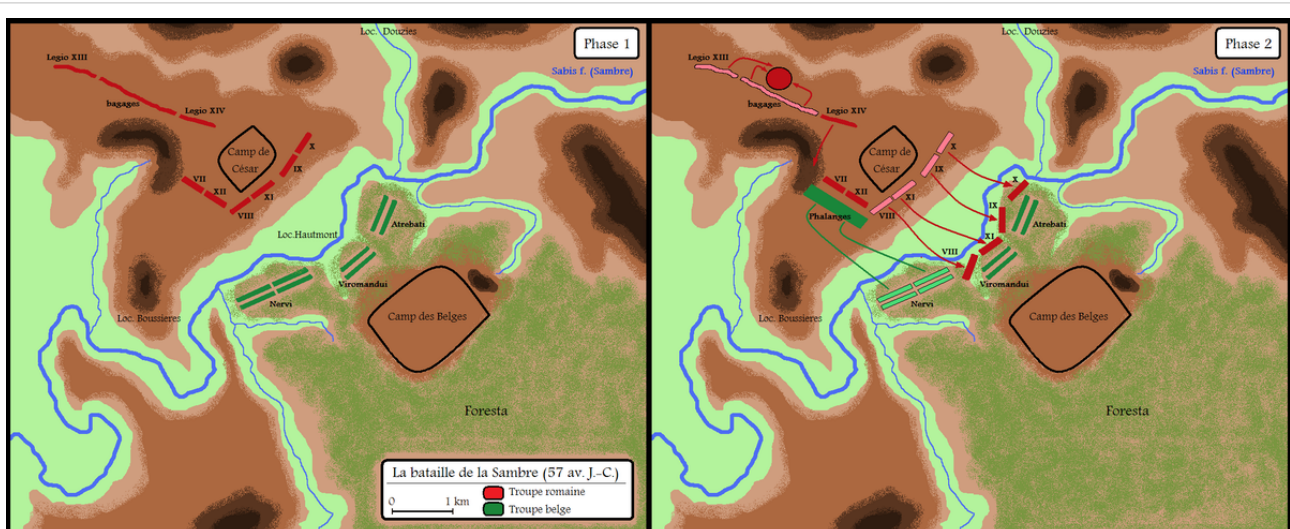 Loc. Douzies
Phase 1
Legio XIII
Sabis f. (Sambre)
bagages
Legio XIV
Camp de
César
X
IX
VII
XII
XI
VIII
Atrebati
Loc.Hautmont
Viromandui
Nervi
Loc. Boussieres
Camp des Belges
Foresta
La bataille de la Sambre (57 av. J.-C.)
0 1 km
Troupe romaine
Troupe belge
Loc. Douzies
Phase 2
Legio XIII
Sabis f. (Sambre)
bagages
Legio XIV
Camp de
César
X
IX
VII
XII
X
XI
IX
Phalanges
VIII
Atrebati
XI
VIII
Viromandui
Nervi
Loc. Boussieres
Camp des Belges
Foresta